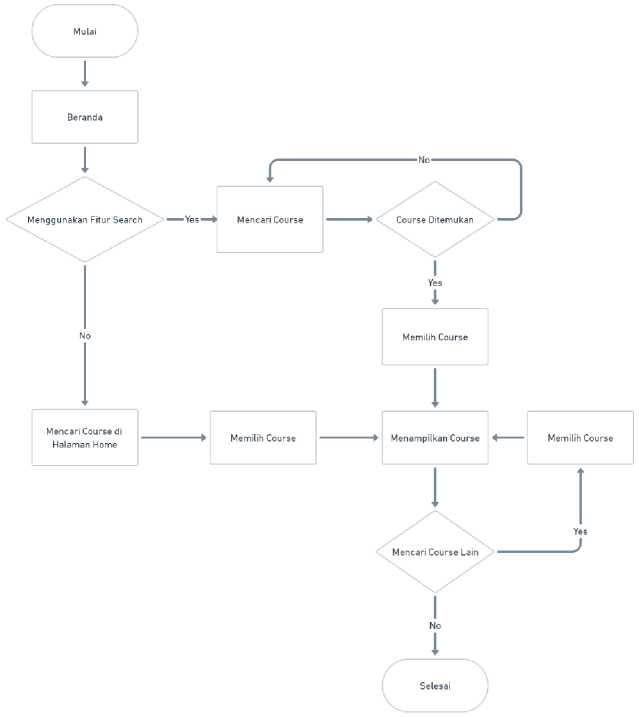 Mulai
Beranda
No
Menggunakan Fitur Search
Yes
Mencari Course
Course Ditemukan
Yes
No
Memilih Course
Mencari Course di
Halaman Home
Memilih Course
Menampilkan Course
Memilih Course
Yes
Mencari Course Lain
No
Selesai